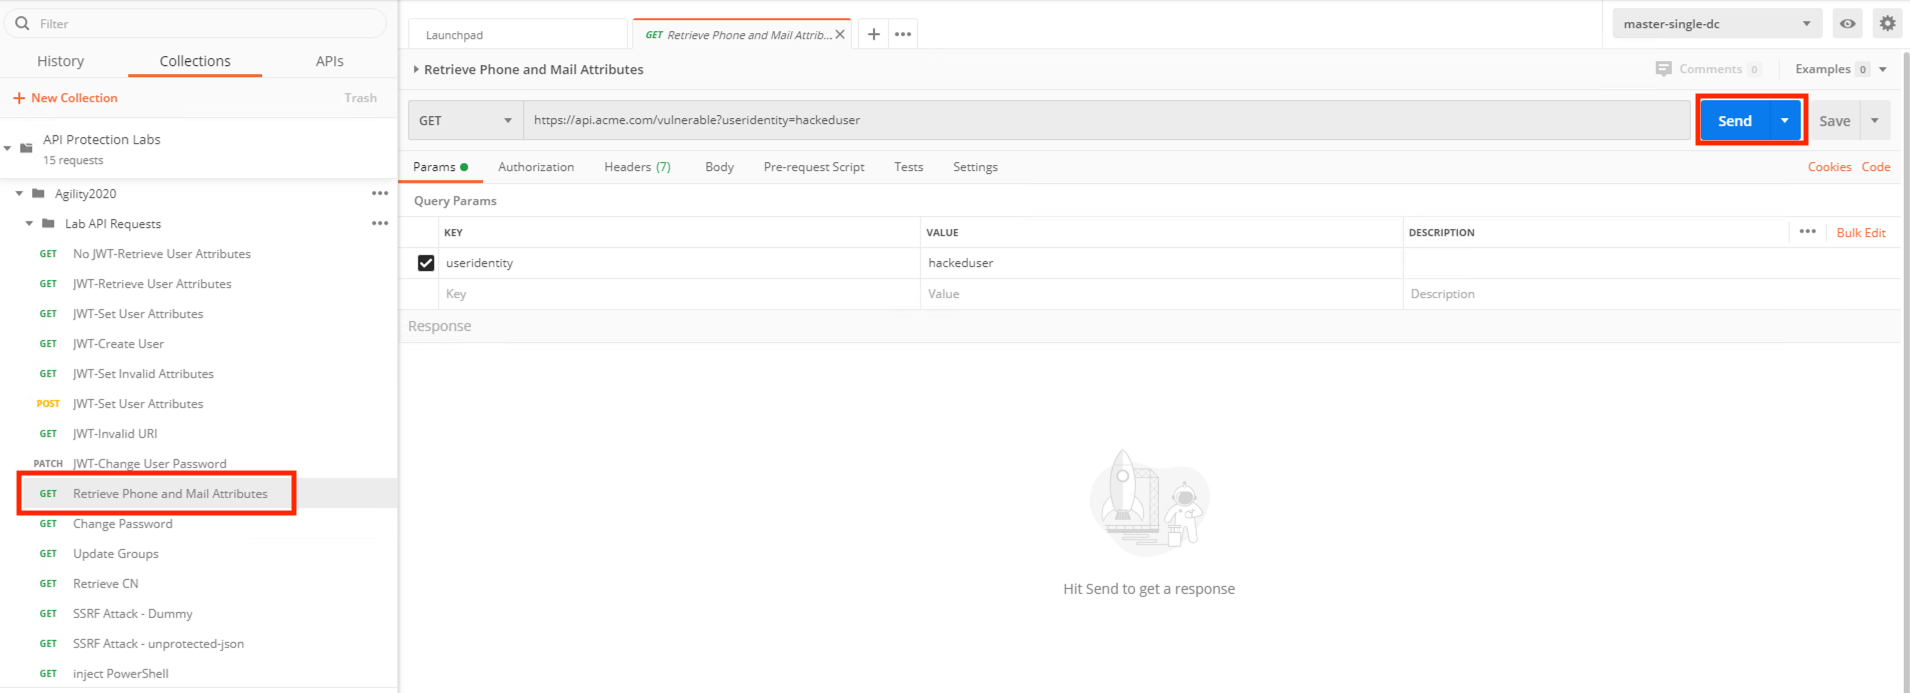 Filter
History Collections APIs
+ New Collection Trash
API Protection Labs
15 requests
Agility2020
Lab API Requests
GET No JWT-Retrieve User Attributes
GET JWT-Retrieve User Attributes
GET JWT-Set User Attributes
GET JWT-Create User
GET JWT-Set Invalid Attributes
POST JWT-Set User Attributes
GET JWT-Invalid URI
PATCH JWT-Change User Password
GET Retrieve Phone and Mail Attributes
GET Change Password
GET Update Groups
GET Retrieve CN
GET SSRF Attack - Dummy
GET SSRF Attack - unprotected-json
GET inject PowerShell
Launchpad
GET Retrieve Phone and Mail Attrib...
master-single-dc
Retrieve Phone and Mail Attributes
Comments 0 Examples 0
GET https://api.acme.com/vulnerable?useridentity=hackeduser
Send Save
Params Authorization Headers (7) Body Pre-request Script Tests Settings
Cookies Code
Query Params
KEY VALUE DESCRIPTION
Bulk Edit
useridentity hackeduser
Key Value Description
Response
Hit Send to get a response